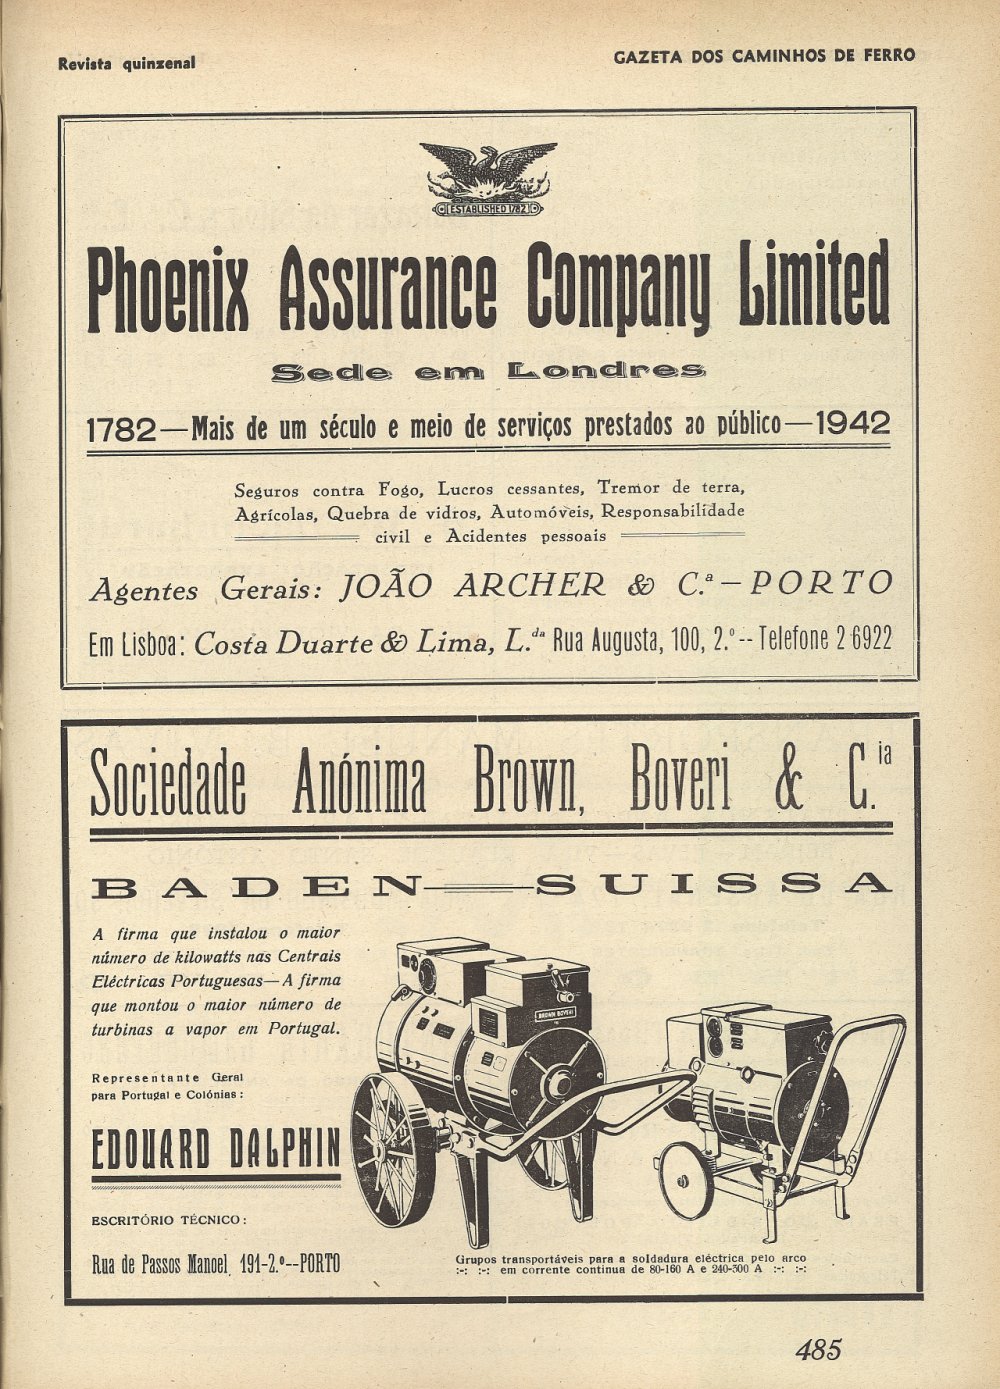 Revista quinzenal
GAZETA DOS CAMINHOS DE FERRO
ESTABLISHED 1782
Phoenix Assurance Company Limited
Sede em Londres
1782—Mais de um século e meio de serviços prestados ao público—1942
Seguros contra Fogo, Lucros cessantes, Tremor de terra,
Agrícolas, Quebra de vidros, Automóveis, Responsabilidade
civil e Acidentes pessoais
Agentes Gerais: JOÃO ARCHER & C.ª — PORTO
Em Lisboa: Costa Duarte & Lima, L.da Rua Augusta, 100, 2.º -- Telefone 2 6922
Sociedade Anónima Brown, Boveri & C.ia
BADEN—SUISSA
A firma que instalou o maior
número de kilowatts nas Centrais
Eléctricas Portuguesas—A firma
que montou o maior número de
turbinas a vapor em Portugal.
BROWN BOVERI
Representante Geral
para Portugal e Colónias:
EDOUARD DALPHIN
ESCRITÓRIO TÉCNICO:
Rua de Passos Manoel, 191-2.º--PORTO
Grupos transportáveis para a soldadura eléctrica pelo arco
:-: :-: em corrente contínua de 80-160 A e 240-300 A :-: :-:
485